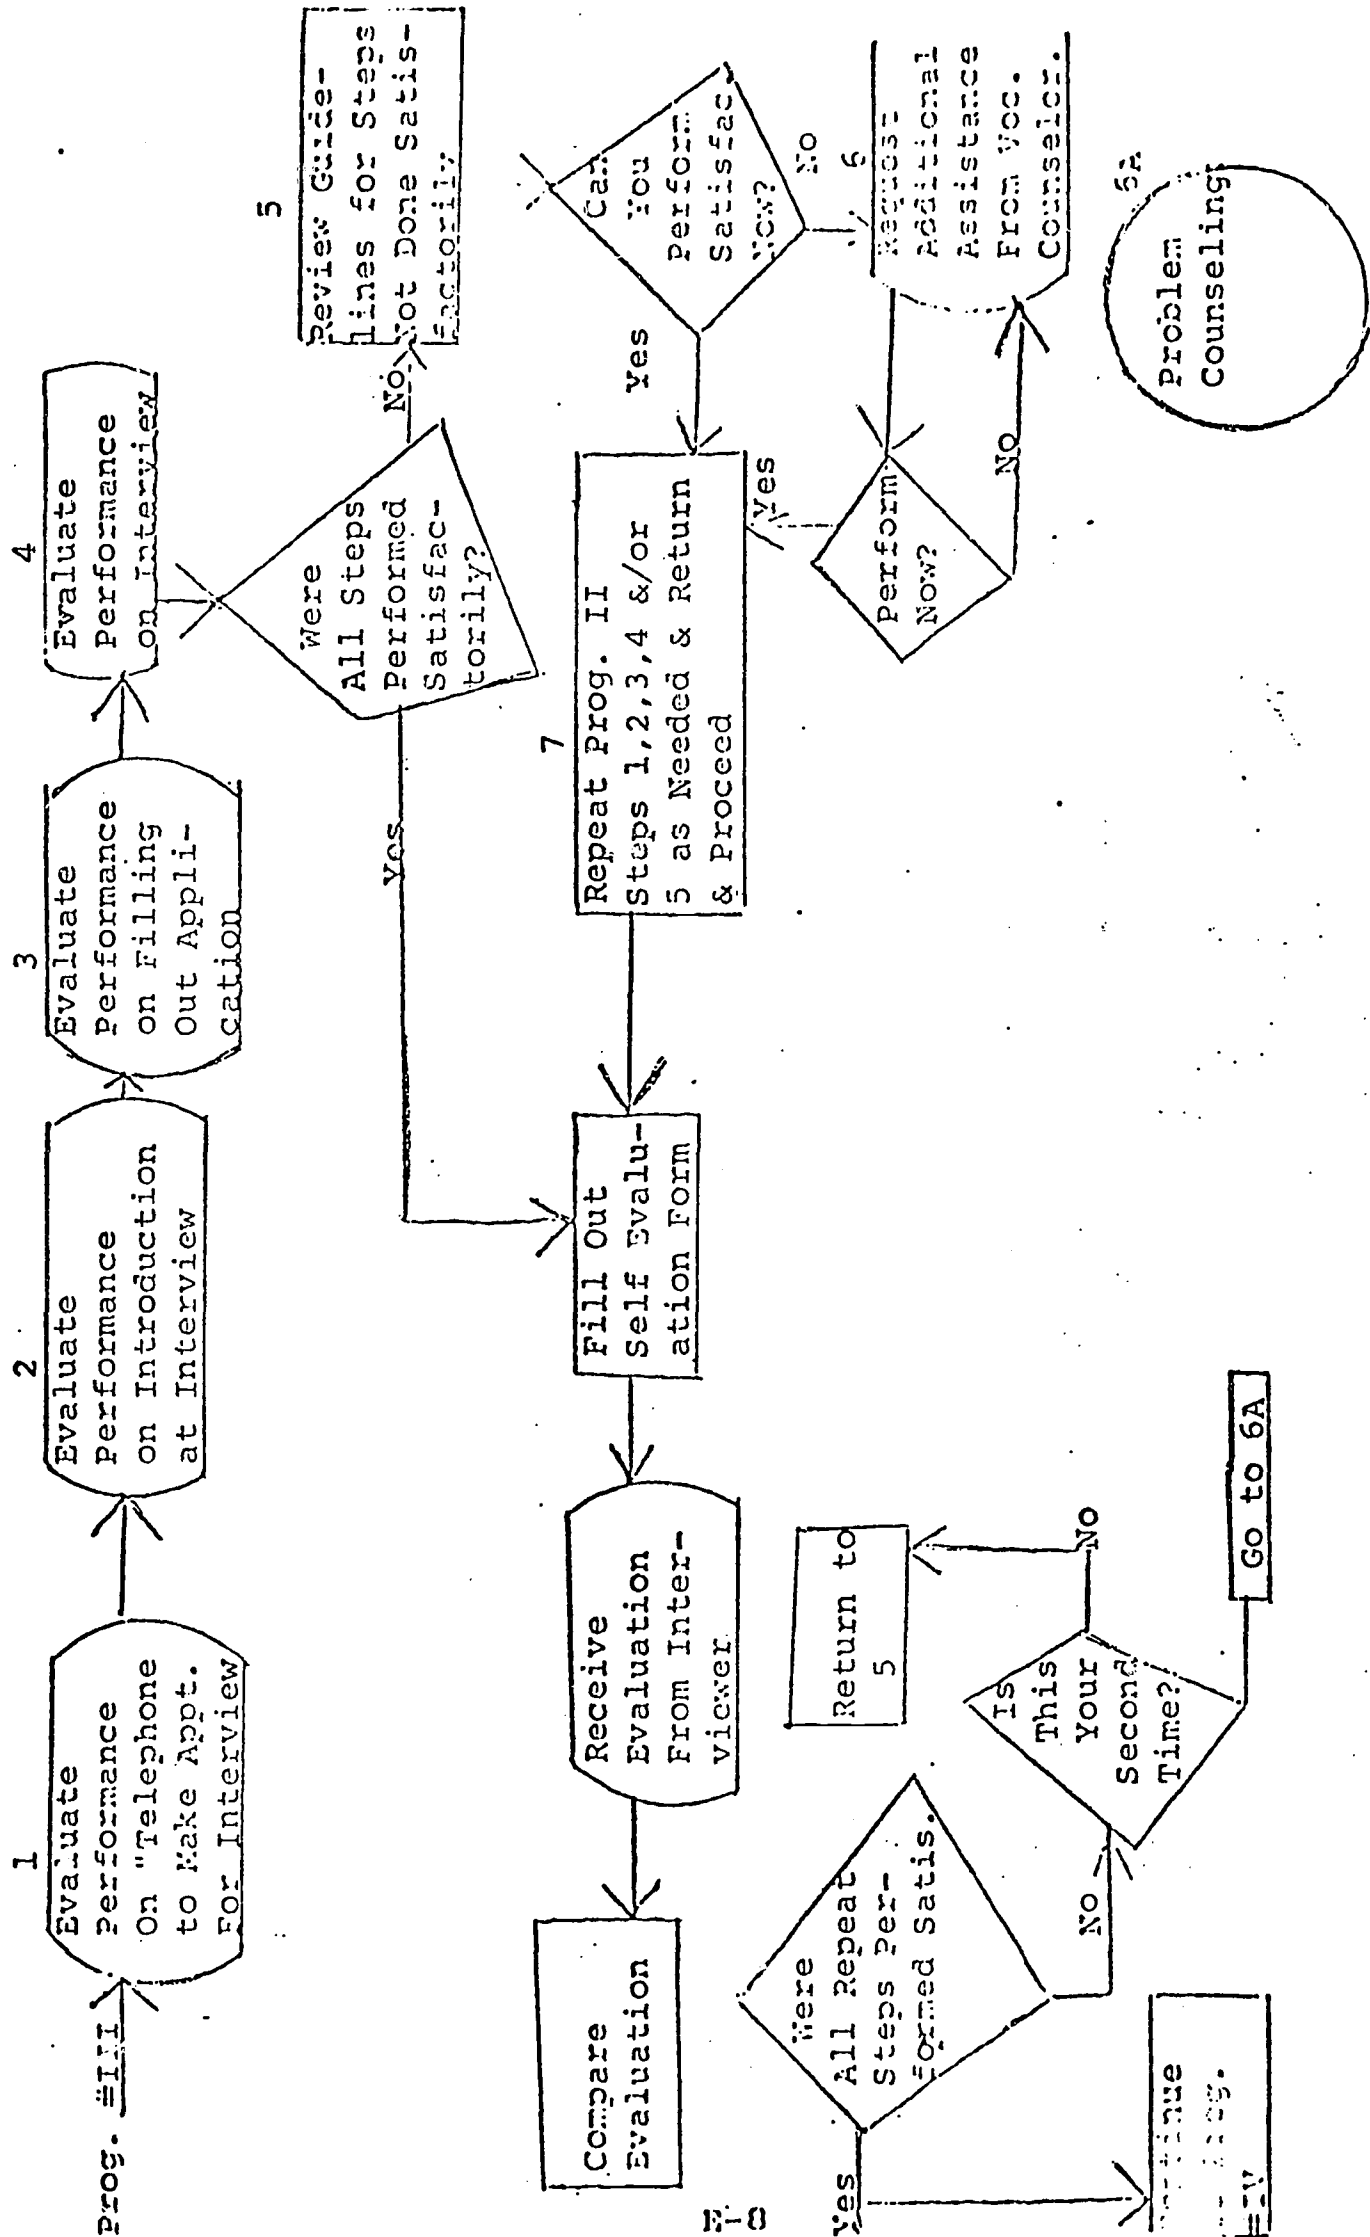 Prog. #III
1
Evaluate
Performance
On "Telephone
to Make Appt.
For Interview
2
Evaluate
Performance
on Introduction
at Interview
3
Evaluate
Performance
on Filling
Out Appli-
cation
4
Evaluate
Performance
on Interview
Were
All Steps
Performed
Satisfac-
torily?
No
Yes
5
Review Guide-
lines for Steps
Not Done Satis-
factorily
Can
You
Perform
Satisfac
Now?
Yes
No
6
Request
Additional
Assistance
From Voc.
Counselor.
Perform
Now?
Yes
No
6A
Problem
Counseling
7
Repeat Prog. II
Steps 1,2,3,4 &/or
5 as Needed & Return
& Proceed
Fill Out
Self Evalu-
ation Form
Receive
Evaluation
From Inter-
viewer
Compare
Evaluation
Were
All Repeat
Steps Per-
formed Satis.
Yes
No
Is
This
Your
Second
Time?
No
Return to
5
Go to 6A
Prog.
E-8